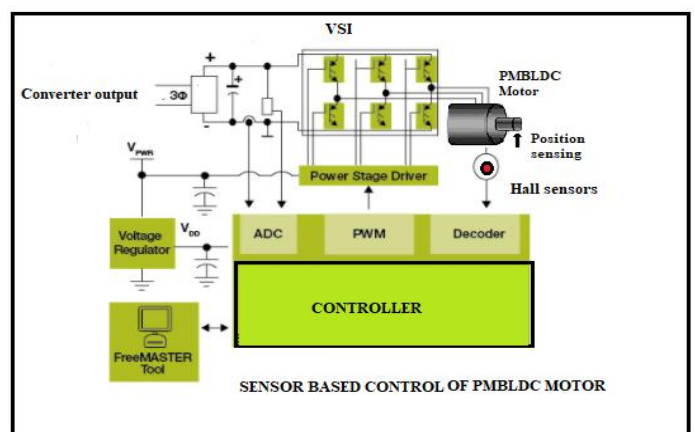 VSI
+
+
Converter output
3Φ
-
PMBLDC
Motor
Position
sensing
Hall sensors
V_PWR
Power Stage Driver
Voltage
Regulator
V_DD
ADC
PWM
Decoder
CONTROLLER
FreeMASTER
Tool
SENSOR BASED CONTROL OF PMBLDC MOTOR